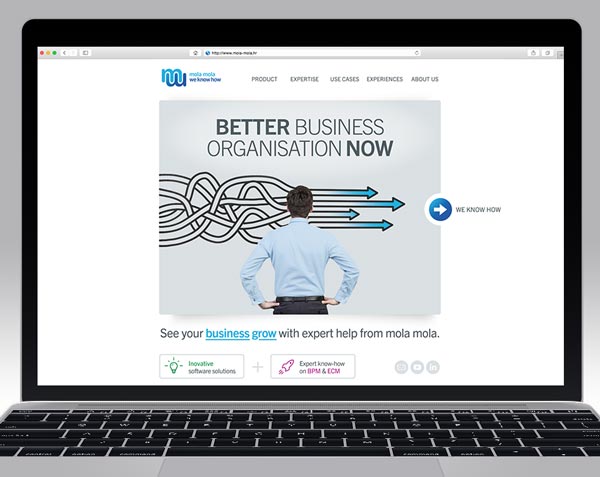 http://www.mola-mola.hr
mola mola
we know how
PRODUCT EXPERTISE USE CASES EXPERIENCES ABOUT US
BETTER BUSINESS
ORGANISATION NOW
WE KNOW HOW
See your business grow with expert help from mola mola.
Inovative
software solutions
Expert know-how
on BPM & ECM
in